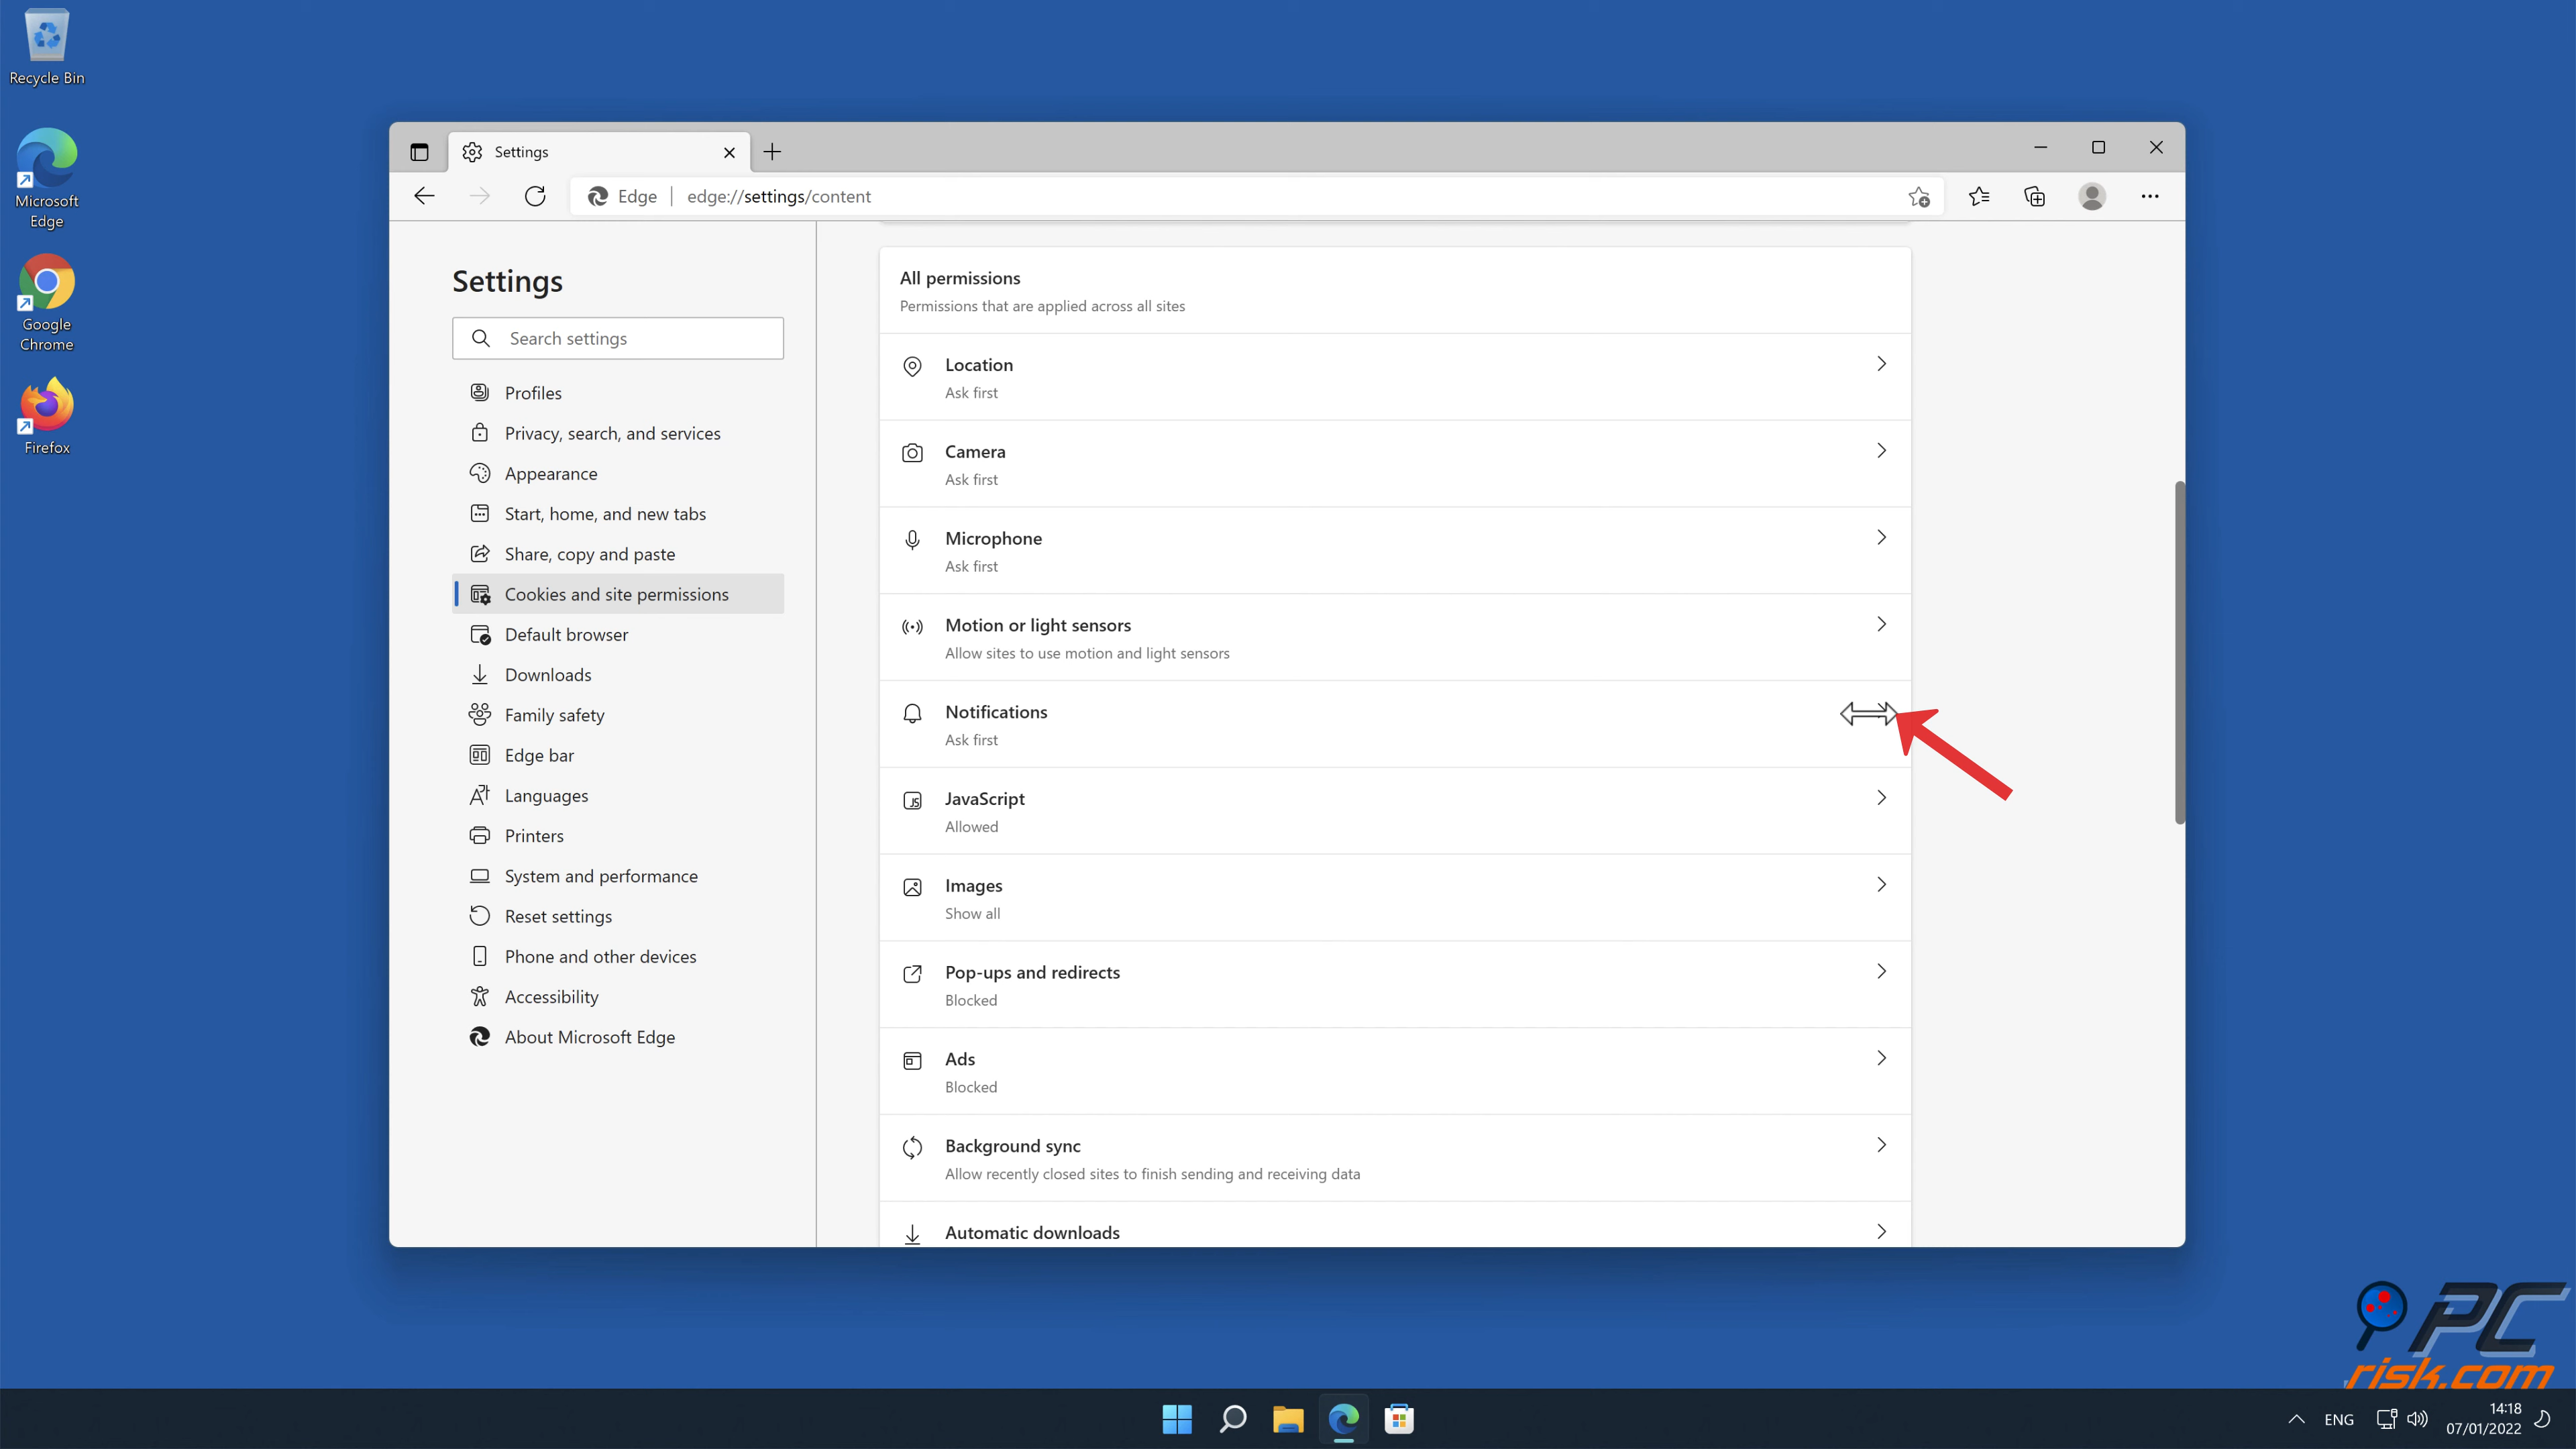 Recycle Bin
Microsoft
Edge
Google
Chrome
Firefox
Settings
Edge
edge://settings/content
Settings
Search settings
Profiles
Privacy, search, and services
Appearance
Start, home, and new tabs
Share, copy and paste
Cookies and site permissions
Default browser
Downloads
Family safety
Edge bar
Languages
Printers
System and performance
Reset settings
Phone and other devices
Accessibility
About Microsoft Edge
All permissions
Permissions that are applied across all sites
Location
Ask first
Camera
Ask first
Microphone
Ask first
Motion or light sensors
Allow sites to use motion and light sensors
Notifications
Ask first
JS
JavaScript
Allowed
Images
Show all
Pop-ups and redirects
Blocked
Ads
Blocked
Background sync
Allow recently closed sites to finish sending and receiving data
Automatic downloads
PC
risk.com
ENG
14:18
07/01/2022